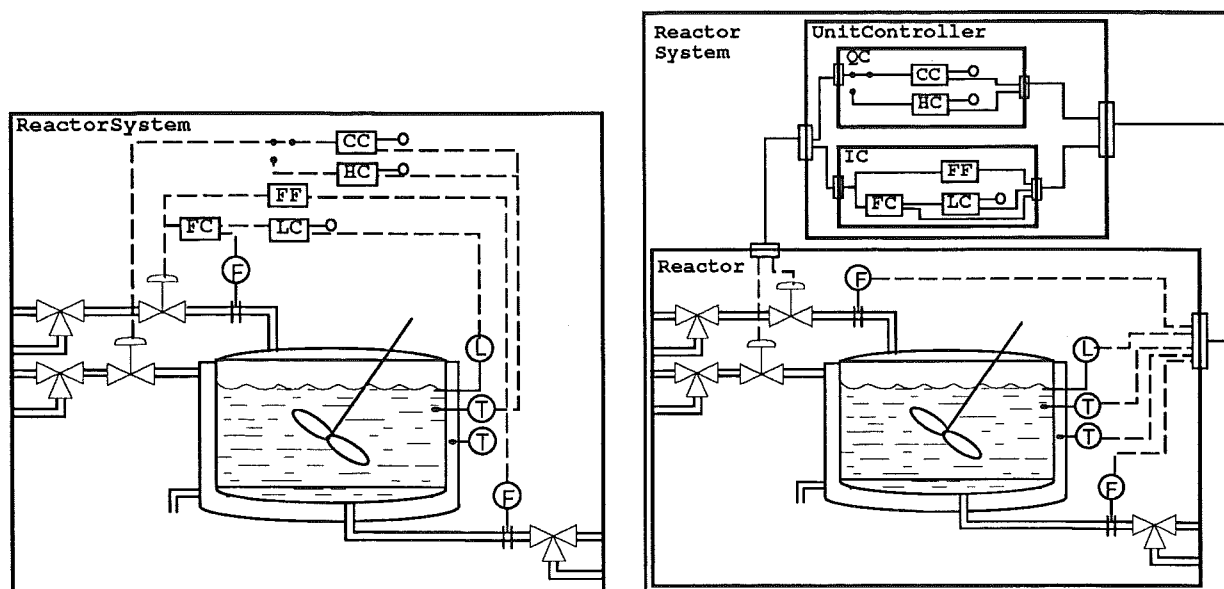 ReactorSystem
CC
HC
FF
FC
LC
F
L
T
T
F
Reactor
System
UnitController
QC
CC
HC
IC
FF
FC
LC
Reactor
F
L
T
T
F